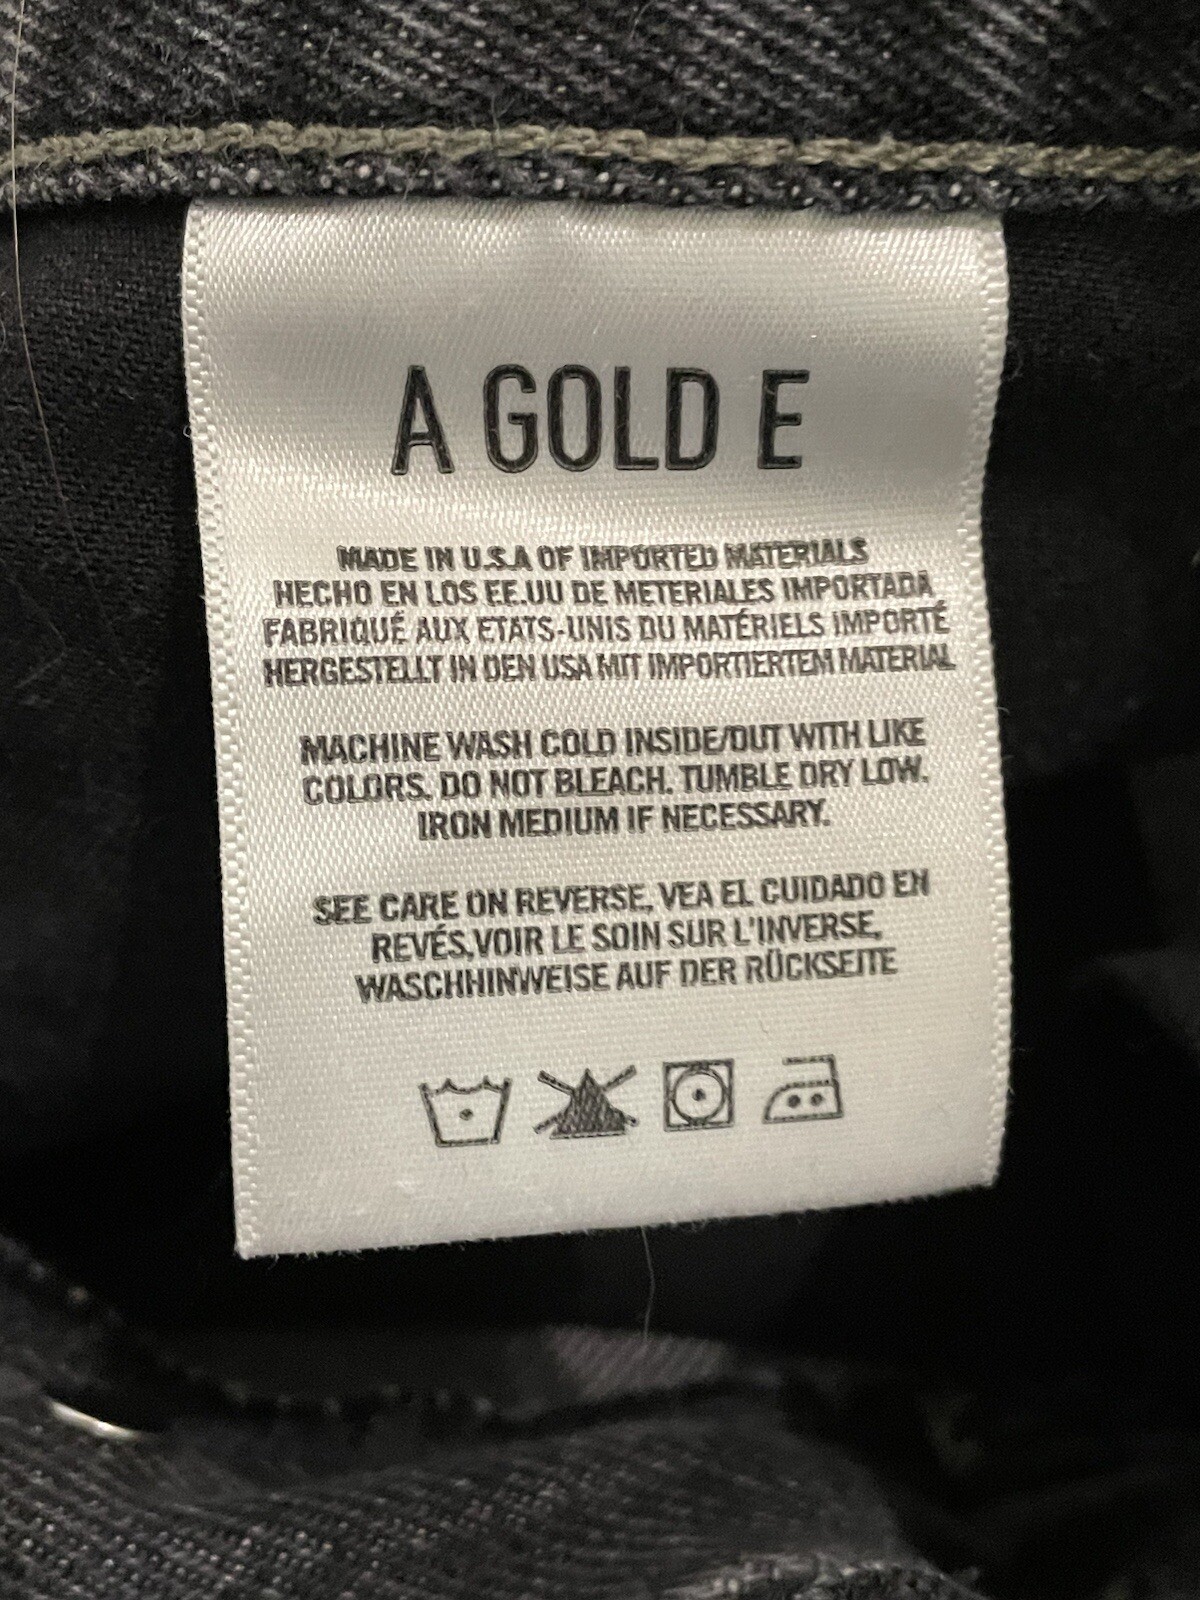 A GOLD E
MADE IN U.S.A OF IMPORTED MATERIALS
HECHO EN LOS EE.UU DE METERIALES IMPORTADA
FABRIQUÉ AUX ETATS-UNIS DU MATÉRIELS IMPORTÉ
HERGESTELLT IN DEN USA MIT IMPORTIERTEM MATERIAL
MACHINE WASH COLD INSIDE/OUT WITH LIKE
COLORS. DO NOT BLEACH. TUMBLE DRY LOW.
IRON MEDIUM IF NECESSARY.
SEE CARE ON REVERSE, VEA EL CUIDADO EN
REVÉS,VOIR LE SOIN SUR L'INVERSE,
WASCHHINWEISE AUF DER RÜCKSEITE